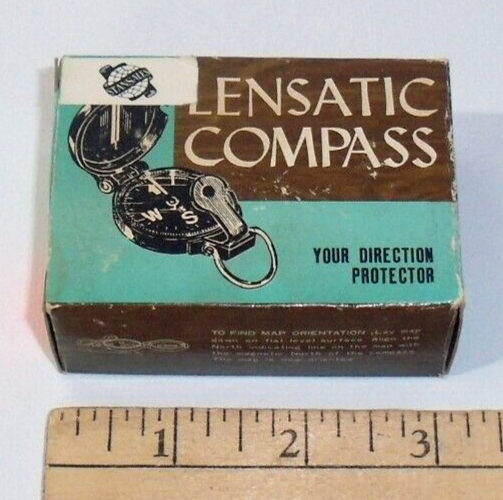 LENSATIC
COMPASS
W S
YOUR DIRECTION
PROTECTOR
TO FIND MAP ORIENTATION Lay map
down on flat level surface. Align the
North indicating line on the map with
the magnetic North of the compass.
The map is now oriented
1 2 3